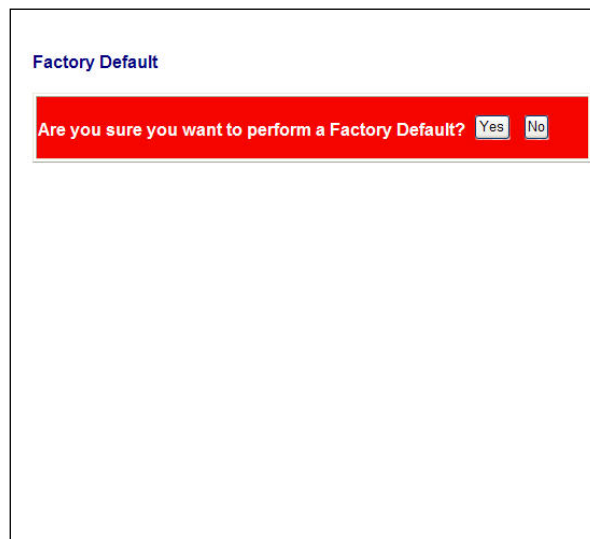 Factory Default
Are you sure you want to perform a Factory Default? Yes No